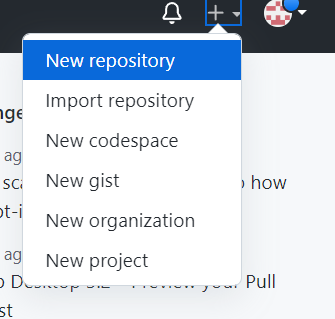 New repository
nge
Import repository
ag
New codespace
sca
New gist
o how
ot-i
New organization
ag
New project
o Desktop 3.2 – Preview your Pull
st